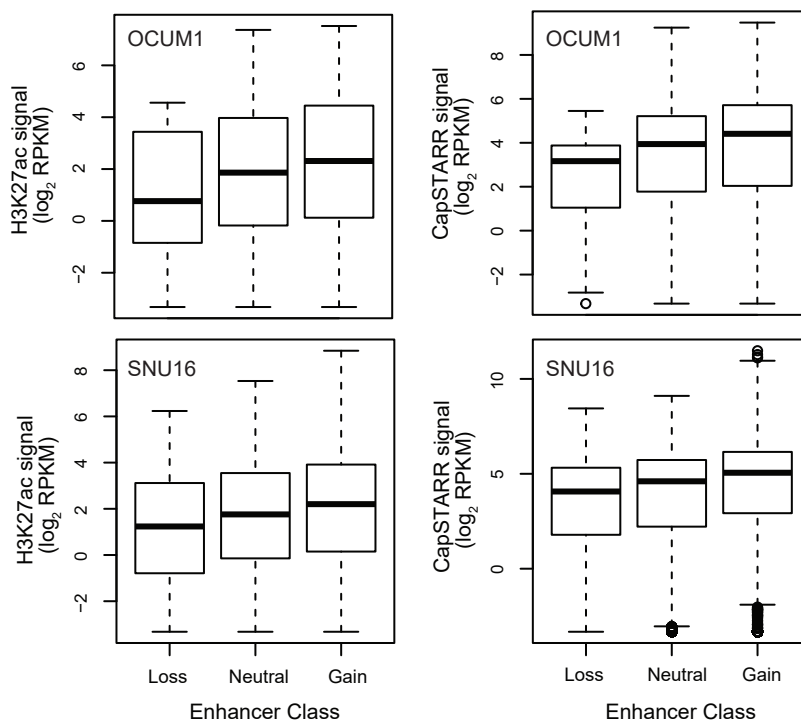 OCUM1
H3K27ac signal
(log2 RPKM)
6
4
2
0
−2
OCUM1
CapSTARR signal
(log2 RPKM)
8
6
4
2
0
−2
SNU16
H3K27ac signal
(log2 RPKM)
8
6
4
2
0
−2
Loss Neutral Gain
Enhancer Class
SNU16
CapSTARR signal
(log2 RPKM)
10
5
0
Loss Neutral Gain
Enhancer Class